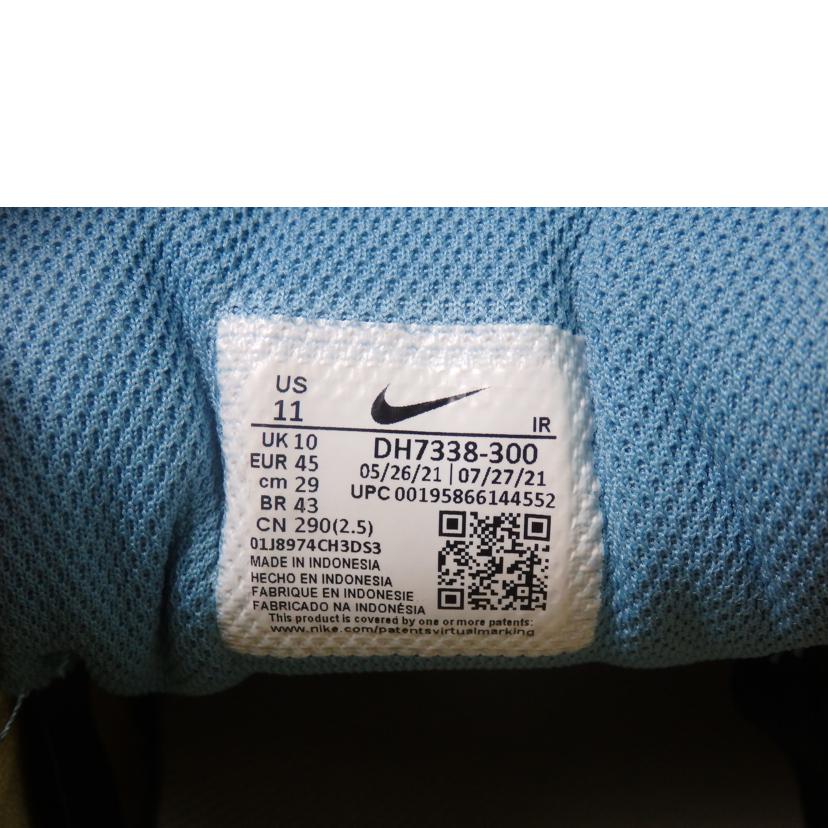 US
11
IR
UK 10
EUR 45
cm 29
BR 43
CN 290(2.5)
DH7338-300
05/26/21 | 07/27/21
UPC 00195866144552
01J8974CH3DS3
MADE IN INDONESIA
HECHO EN INDONESIA
FABRIQUE EN INDONESIE
FABRICADO NA INDONÉSIA
This product is covered by one or more patents:
www.nike.com/patentsvirtualmarking